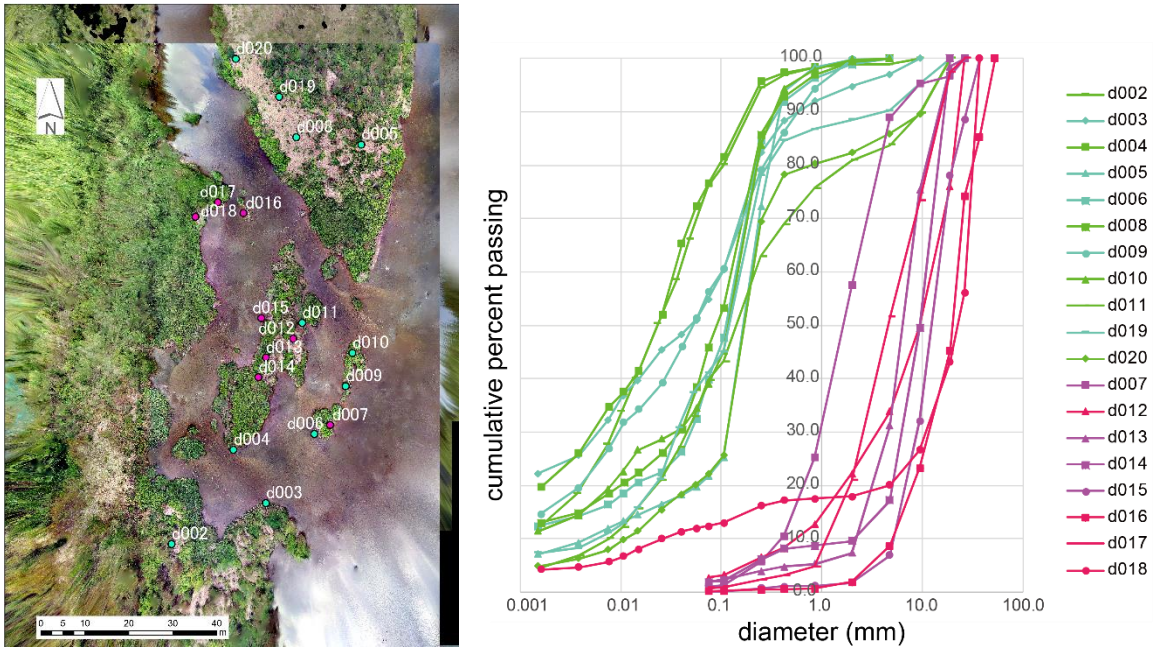 d020
d019
d008
d005
N
d017
d016
d018
d015
d011
d012
d013
d010
d014
d009
d007
d006
d004
d003
d002
0 5 10 20 30 40
m
cumulative percent passing
100.0
90.0
80.0
70.0
60.0
50.0
40.0
30.0
20.0
10.0
0.0
0.001 0.01 0.1 1.0 10.0 100.0
diameter (mm)
d002
d003
d004
d005
d006
d008
d009
d010
d011
d019
d020
d007
d012
d013
d014
d015
d016
d017
d018